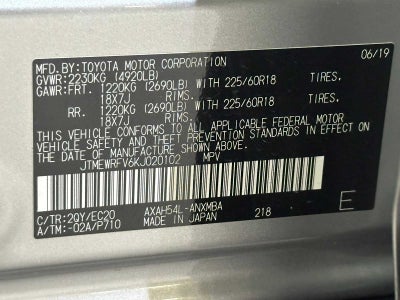 MFD.BY:TOYOTA MOTOR CORPORATION 06/19
GVWR:2230KG (4920LB)
GAWR:FRT. 1220KG (2690LB) WITH 225/60R18 TIRES,
18X7J RIMS.
RR. 1220KG (2690LB) WITH 225/60R18 TIRES,
18X7J RIMS.
THIS VEHICLE CONFORMS TO ALL APPLICABLE FEDERAL MOTOR
VEHICLE SAFETY STANDARDS IN EFFECT ON THE DATE OF
MANUFACTURE SHOWN ABOVE.
JTMEWRFV6KJ020102 MPV
C/TR:2QY/EC20 AXAH54L-ANXMBA 218 E
A/TM:-02A/P710 MADE IN JAPAN